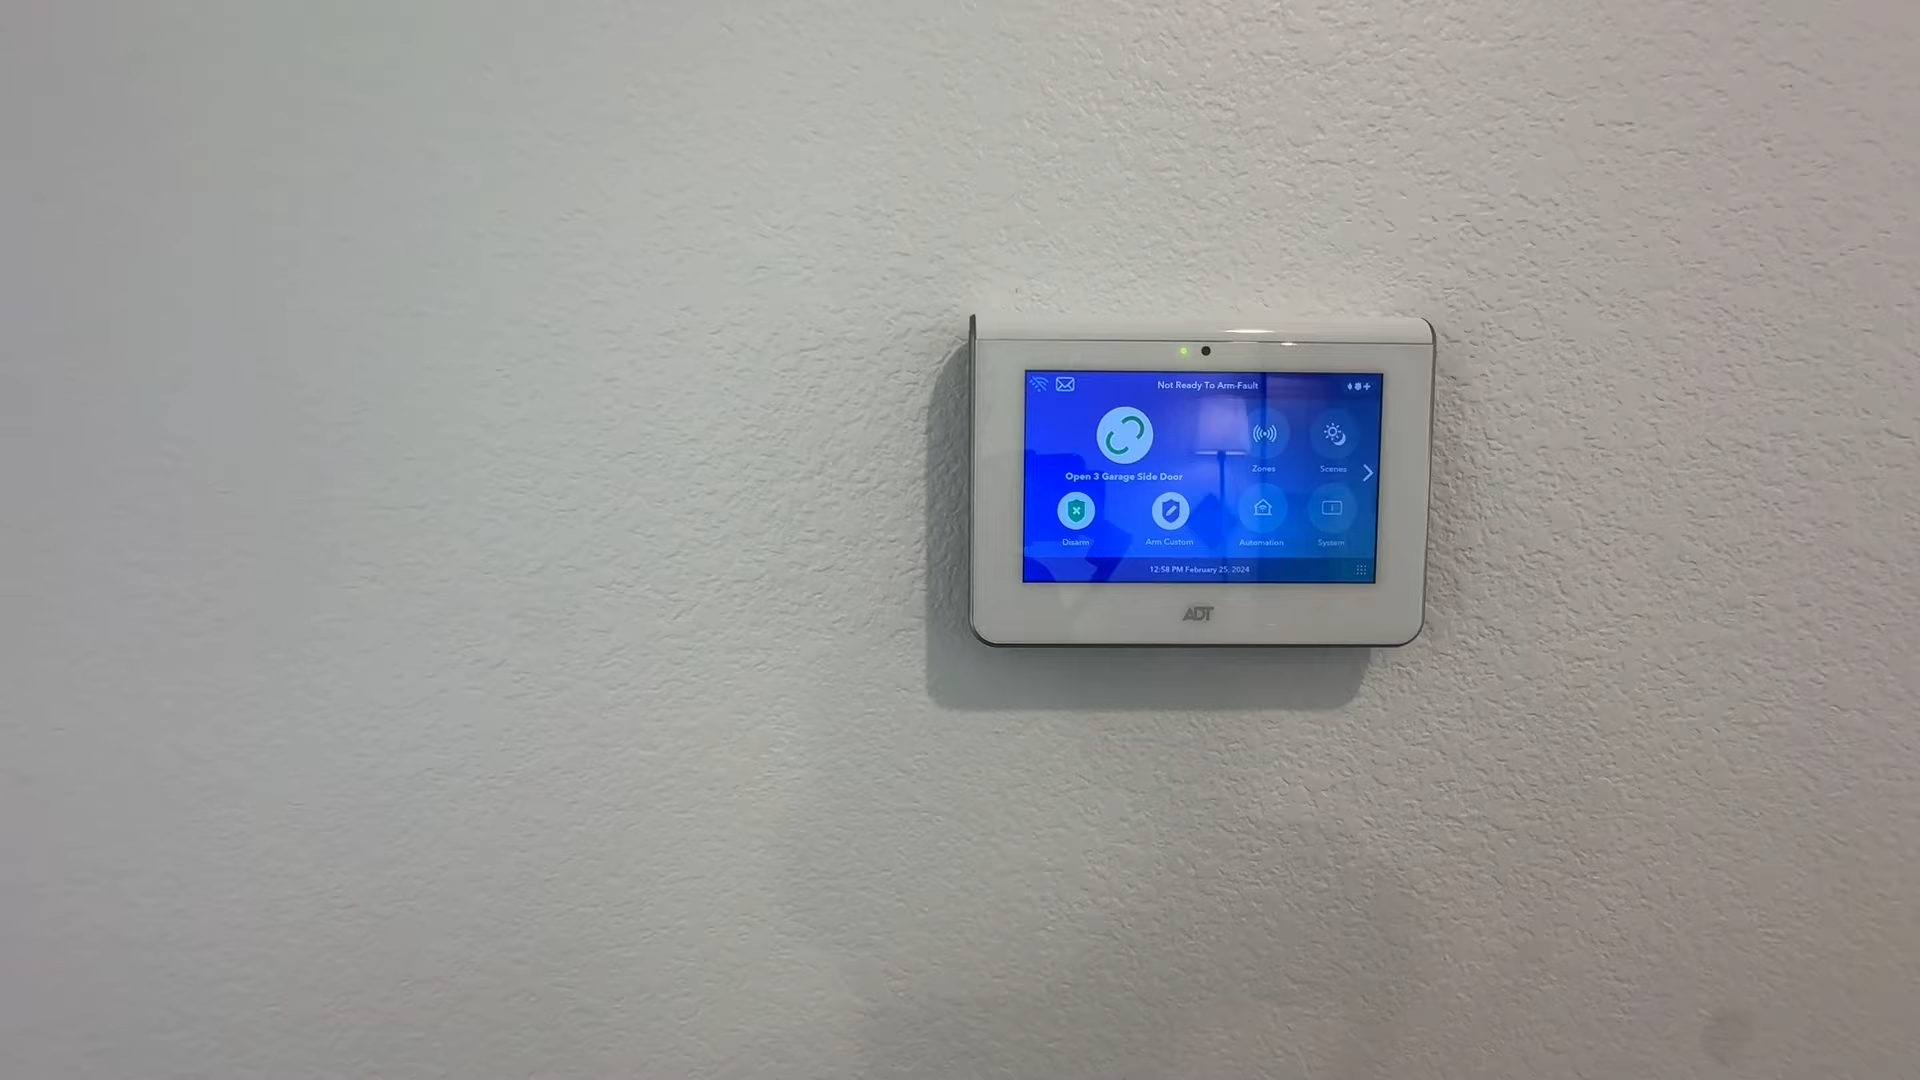 Not Ready To Arm-Fault
Open 3 Garage Side Door
Zones
Scenes
Disarm
Arm Custom
Automation
System
12:58 PM February 25, 2024
ADT